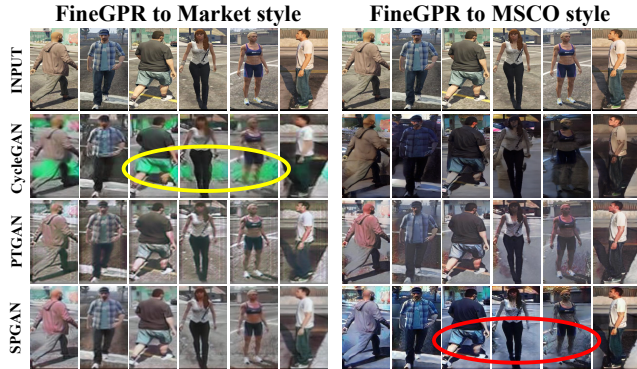 FineGPR to Market style
FineGPR to MSCO style
INPUT
CycleGAN
PTGAN
SPGAN